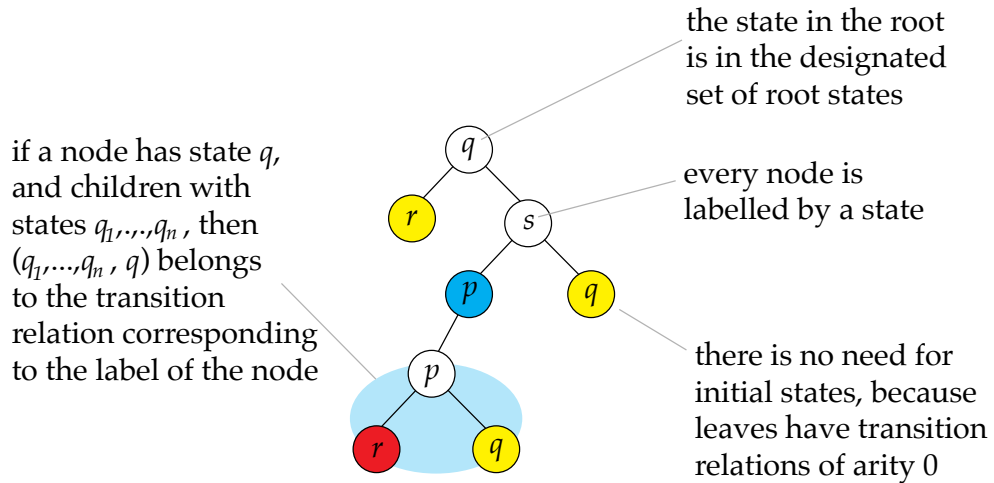 the state in the root
is in the designated
set of root states
if a node has state q,
and children with
states q1,.,.,qn , then
(q1,...,qn , q) belongs
to the transition
relation corresponding
to the label of the node
every node is
labelled by a state
there is no need for
initial states, because
leaves have transition
relations of arity 0
q
r
s
p
q
p
r
q